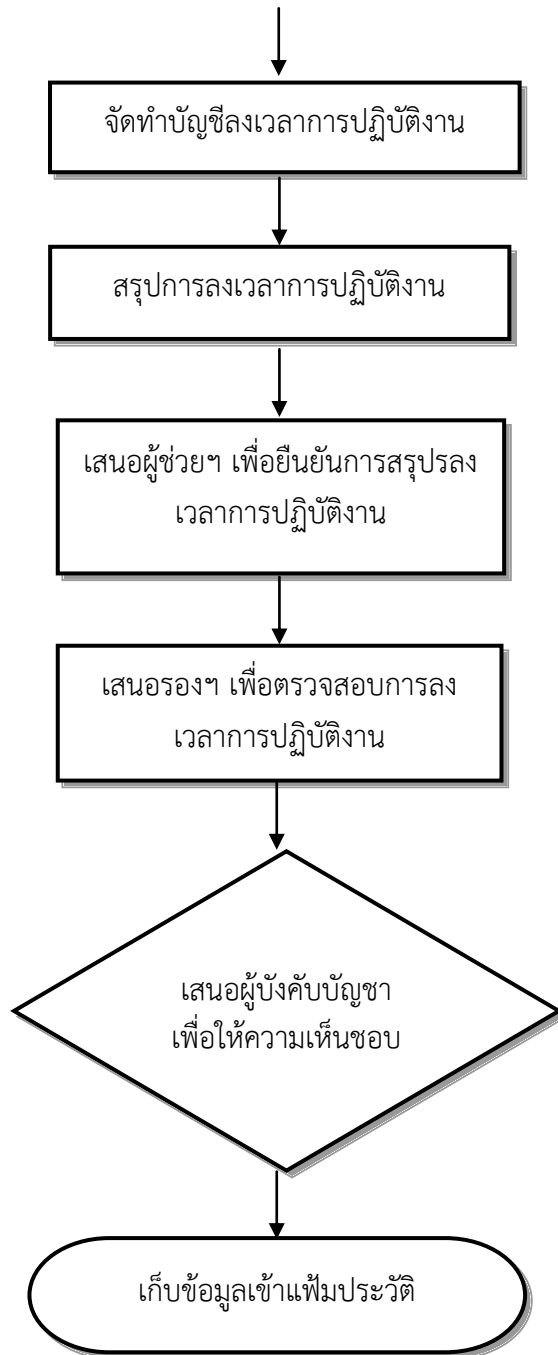 จัดทำบัญชีลงเวลาการปฏิบัติงาน
สรุปการลงเวลาการปฏิบัติงาน
เสนอผู้ช่วยฯ เพื่อยืนยันการสรุปรลง
เวลาการปฏิบัติงาน
เสนอรองฯ เพื่อตรวจสอบการลง
เวลาการปฏิบัติงาน
เสนอผู้บังคับบัญชา
เพื่อให้ความเห็นชอบ
เก็บข้อมูลเข้าแฟ้มประวัติ